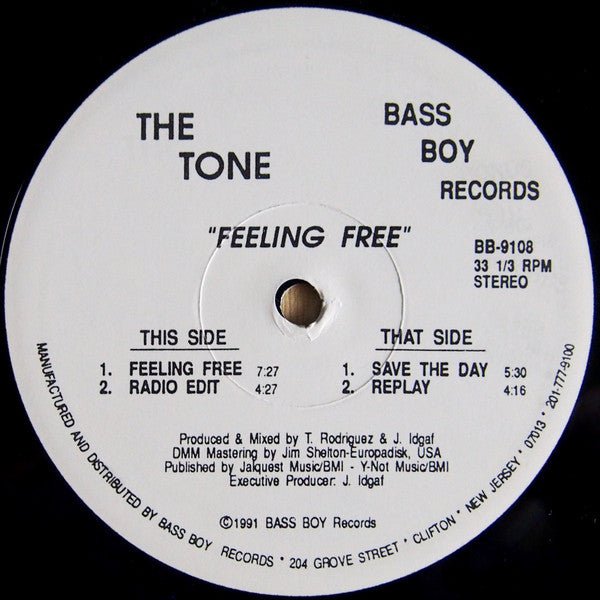 THE
TONE
BASS
BOY
RECORDS
"FEELING FREE"
BB-9108
33 1/3 RPM
STEREO
THIS SIDE
1. FEELING FREE 7:27
2. RADIO EDIT 4:27
THAT SIDE
1. SAVE THE DAY 5:30
2. REPLAY 4:16
Produced & Mixed by T. Rodriguez & J. Idgaf
DMM Mastering by Jim Shelton-Europadisk, USA
Published by Jalquest Music/BMI - Y-Not Music/BMI
Executive Producer: J. Idgaf
©1991 BASS BOY Records
MANUFACTURED AND DISTRIBUTED BY BASS BOY RECORDS * 204 GROVE STREET * CLIFTON * NEW JERSEY * 07013 * 201-777-9100